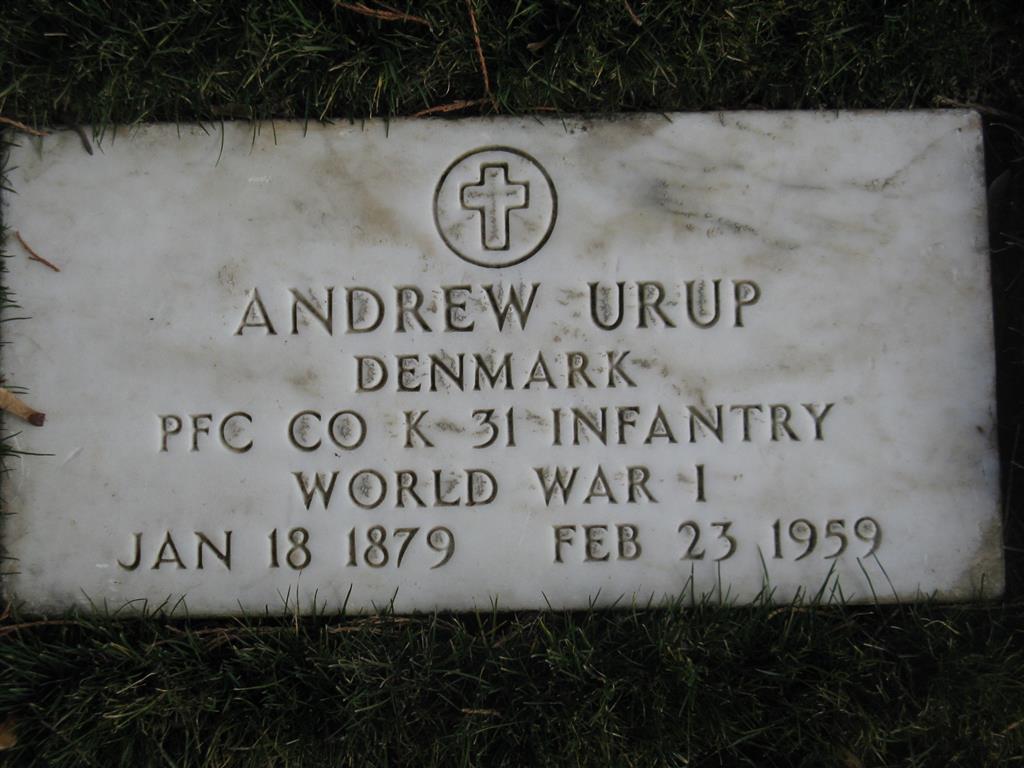 ANDREW URUP
DENMARK
PFC CO K 31 INFANTRY
WORLD WAR I
JAN 18 1879 FEB 23 1959